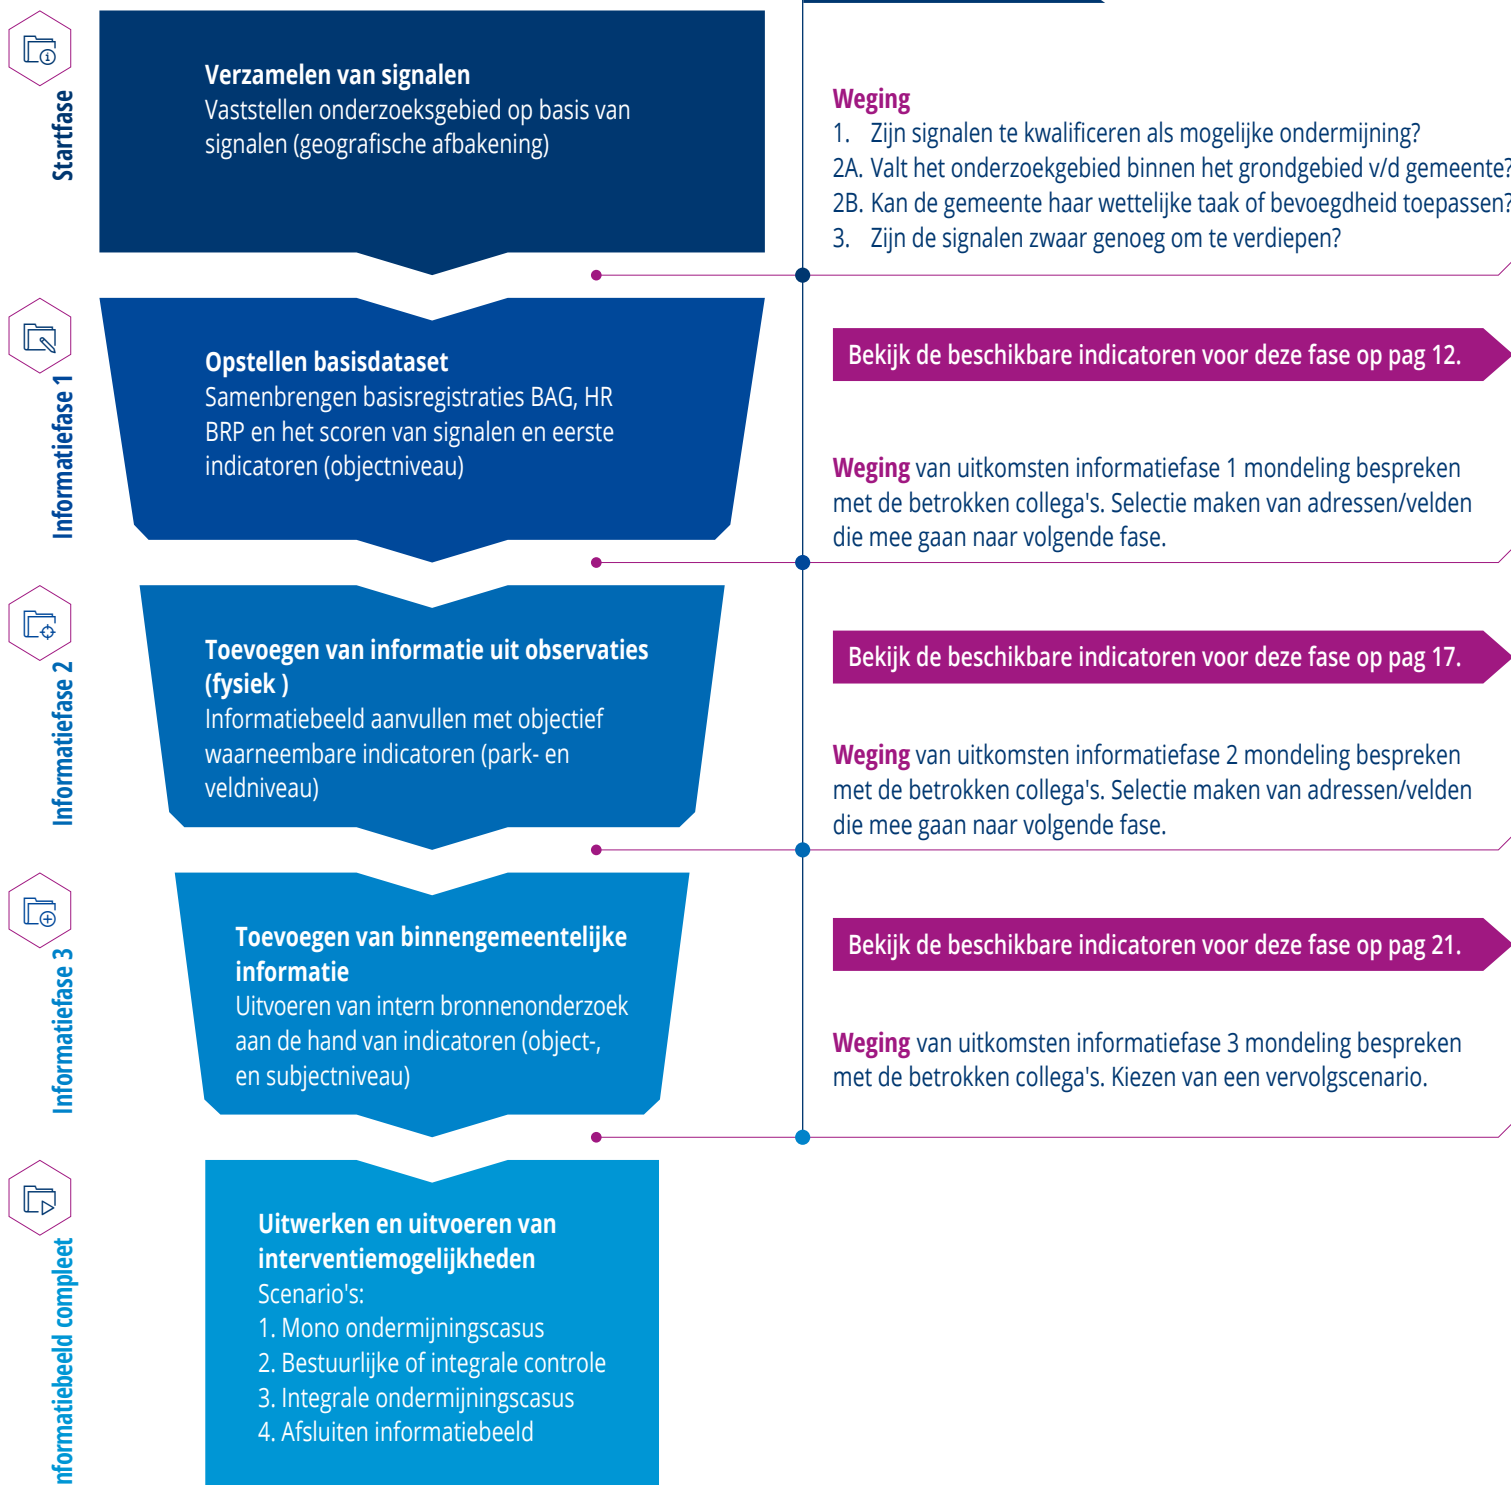 Startfase
Verzamelen van signalen
Vaststellen onderzoeksgebied op basis van
signalen (geografische afbakening)
Weging
1. Zijn signalen te kwalificeren als mogelijke ondermijning?
2A. Valt het onderzoekgebied binnen het grondgebied v/d gemeente?
2B. Kan de gemeente haar wettelijke taak of bevoegdheid toepassen?
3. Zijn de signalen zwaar genoeg om te verdiepen?
Informatiefase 1
Opstellen basisdataset
Samenbrengen basisregistraties BAG, HR
BRP en het scoren van signalen en eerste
indicatoren (objectniveau)
Bekijk de beschikbare indicatoren voor deze fase op pag 12.
Weging van uitkomsten informatiefase 1 mondeling bespreken
met de betrokken collega's. Selectie maken van adressen/velden
die mee gaan naar volgende fase.
Informatiefase 2
Toevoegen van informatie uit observaties
(fysiek )
Informatiebeeld aanvullen met objectief
waarneembare indicatoren (park- en
veldniveau)
Bekijk de beschikbare indicatoren voor deze fase op pag 17.
Weging van uitkomsten informatiefase 2 mondeling bespreken
met de betrokken collega's. Selectie maken van adressen/velden
die mee gaan naar volgende fase.
Informatiefase 3
Toevoegen van binnengemeentelijke
informatie
Uitvoeren van intern bronnenonderzoek
aan de hand van indicatoren (object-,
en subjectniveau)
Bekijk de beschikbare indicatoren voor deze fase op pag 21.
Weging van uitkomsten informatiefase 3 mondeling bespreken
met de betrokken collega's. Kiezen van een vervolgscenario.
nformatiebeeld compleet
Uitwerken en uitvoeren van
interventiemogelijkheden
Scenario's:
1. Mono ondermijningscasus
2. Bestuurlijke of integrale controle
3. Integrale ondermijningscasus
4. Afsluiten informatiebeeld